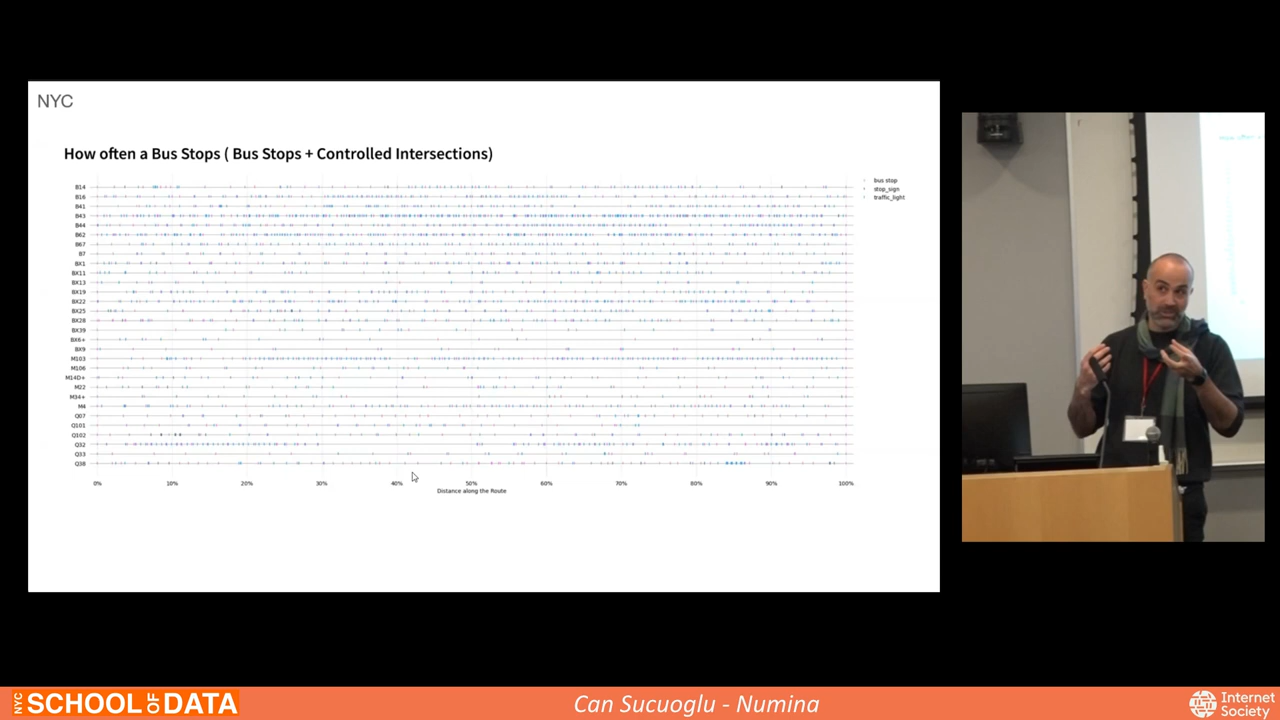 NYC
How often a Bus Stops ( Bus Stops + Controlled Intersections)
bus stop
stop_sign
traffic_light
B14
B16
B41
B43
B44
B62
B67
B7
BX1
BX11
BX13
BX19
BX22
BX25
BX28
BX39
BX6+
BX9
M103
M106
M14D+
M22
M34+
M4
Q07
Q101
Q102
Q33
Q38
0% 10% 20% 30% 40% 50% 60% 70% 80% 90% 100%
Distance along the Route
NYC SCHOOL OF DATA
Can Sucuoglu - Numina
Internet
Society